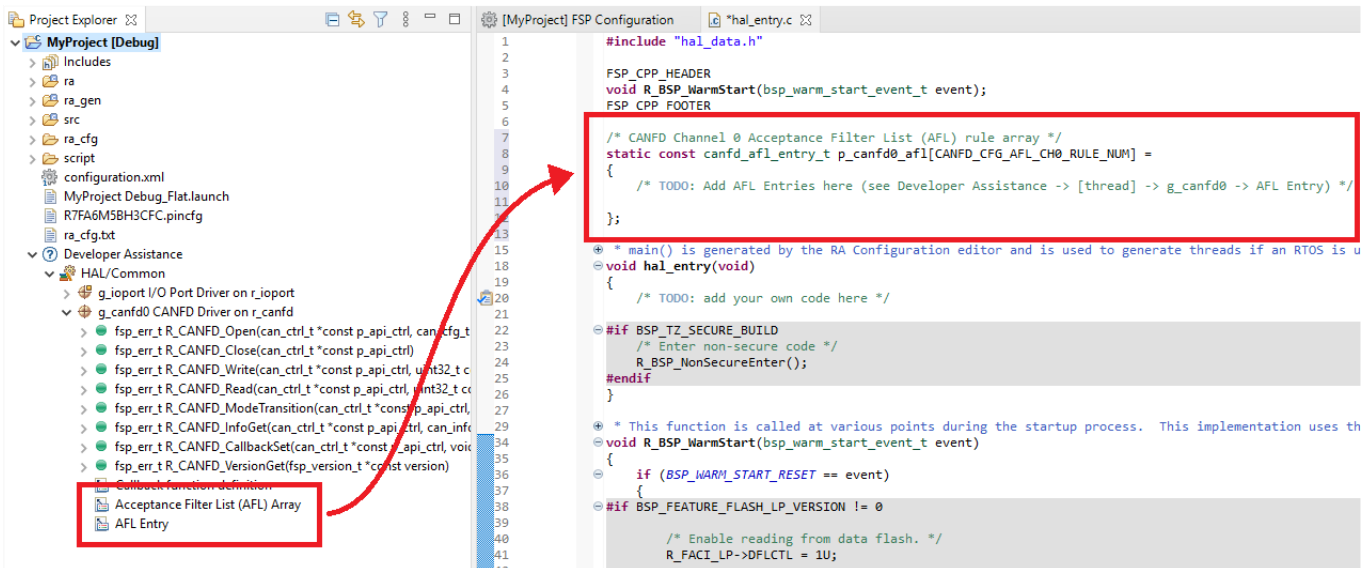 Project Explorer
MyProject [Debug]
Includes
ra
ra_gen
src
ra_cfg
script
configuration.xml
MyProject Debug_Flat.launch
R7FA6M5BH3CFC.pincfg
ra_cfg.txt
Developer Assistance
HAL/Common
g_ioport I/O Port Driver on r_ioport
g_canfd0 CANFD Driver on r_canfd
fsp_err_t R_CANFD_Open(can_ctrl_t *const p_api_ctrl, can_cfg_t
fsp_err_t R_CANFD_Close(can_ctrl_t *const p_api_ctrl)
fsp_err_t R_CANFD_Write(can_ctrl_t *const p_api_ctrl, uint32_t c
fsp_err_t R_CANFD_Read(can_ctrl_t *const p_api_ctrl, uint32_t co
fsp_err_t R_CANFD_ModeTransition(can_ctrl_t *const p_api_ctrl,
fsp_err_t R_CANFD_InfoGet(can_ctrl_t *const p_api_ctrl, can_info
fsp_err_t R_CANFD_CallbackSet(can_ctrl_t *const p_api_ctrl, void
fsp_err_t R_CANFD_VersionGet(fsp_version_t *const version)
Callback function definition
Acceptance Filter List (AFL) Array
AFL Entry
[MyProject] FSP Configuration
*hal_entry.c
1 #include "hal_data.h"
2
3 FSP_CPP_HEADER
4 void R_BSP_WarmStart(bsp_warm_start_event_t event);
5 FSP_CPP_FOOTER
6
7 /* CANFD Channel 0 Acceptance Filter List (AFL) rule array */
8 static const canfd_afl_entry_t p_canfd0_afl[CANFD_CFG_AFL_CH0_RULE_NUM] =
9 {
10 /* TODO: Add AFL Entries here (see Developer Assistance -> [thread] -> g_canfd0 -> AFL Entry) */
11
12 };
13
15 * main() is generated by the RA Configuration editor and is used to generate threads if an RTOS is u
18 void hal_entry(void)
19 {
20 /* TODO: add your own code here */
21
22 #if BSP_TZ_SECURE_BUILD
23 /* Enter non-secure code */
24 R_BSP_NonSecureEnter();
25 #endif
26 }
27
29 * This function is called at various points during the startup process. This implementation uses th
34 void R_BSP_WarmStart(bsp_warm_start_event_t event)
35 {
36 if (BSP_WARM_START_RESET == event)
37 {
38 #if BSP_FEATURE_FLASH_LP_VERSION != 0
39
40 /* Enable reading from data flash. */
41 R_FACI_LP->DFLCTL = 1U;